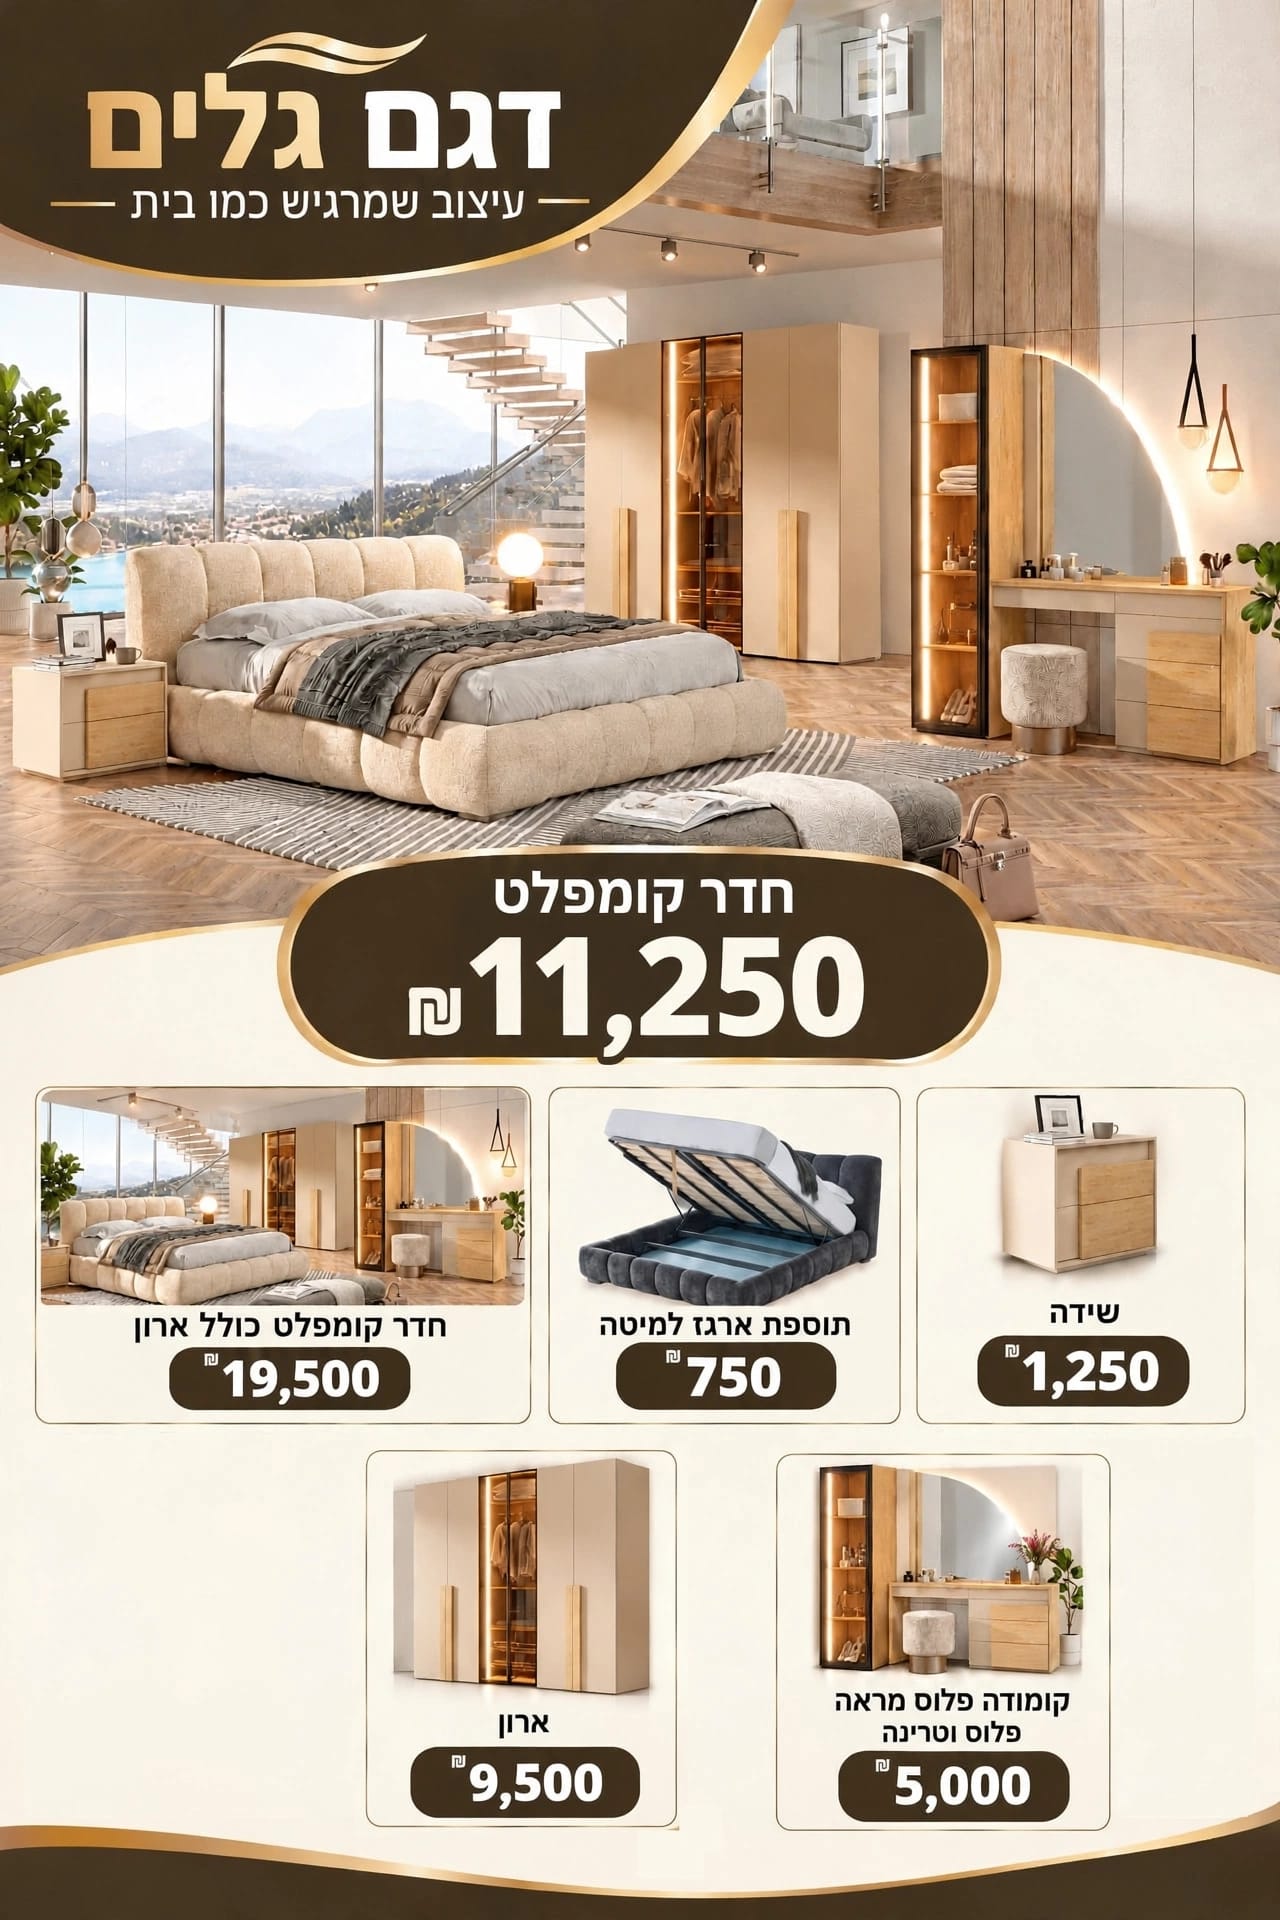 דגם גלים
עיצוב שמרגיש כמו בית
חדר קומפלט
₪11,250
שידה
₪1,250
תוספת ארגז למיטה
₪750
חדר קומפלט כולל ארון
₪19,500
קומודה פלוס מראה
פלוס וטרינה
₪5,000
ארון
₪9,500